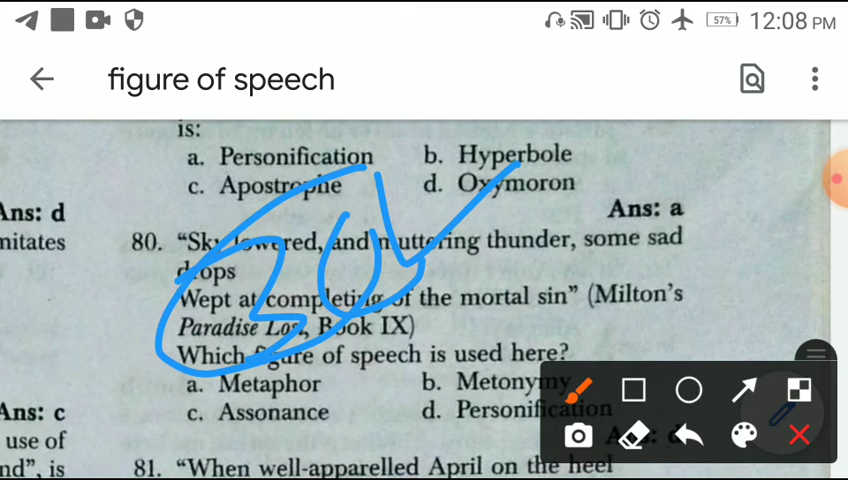 57% 12:08 PM
figure of speech
is:
a. Personification b. Hyperbole
c. Apostrophe d. Oxymoron
Ans: d
Ans: a
nitates
80. “Sky lowered, and muttering thunder, some sad
drops
Wept at completing of the mortal sin” (Milton’s
Paradise Lost, Book IX)
Which figure of speech is used here?
a. Metaphor b. Metonymy
Ans: c
c. Assonance d. Personification
use of
nd”, is
81. “When well-apparelled April on the heel